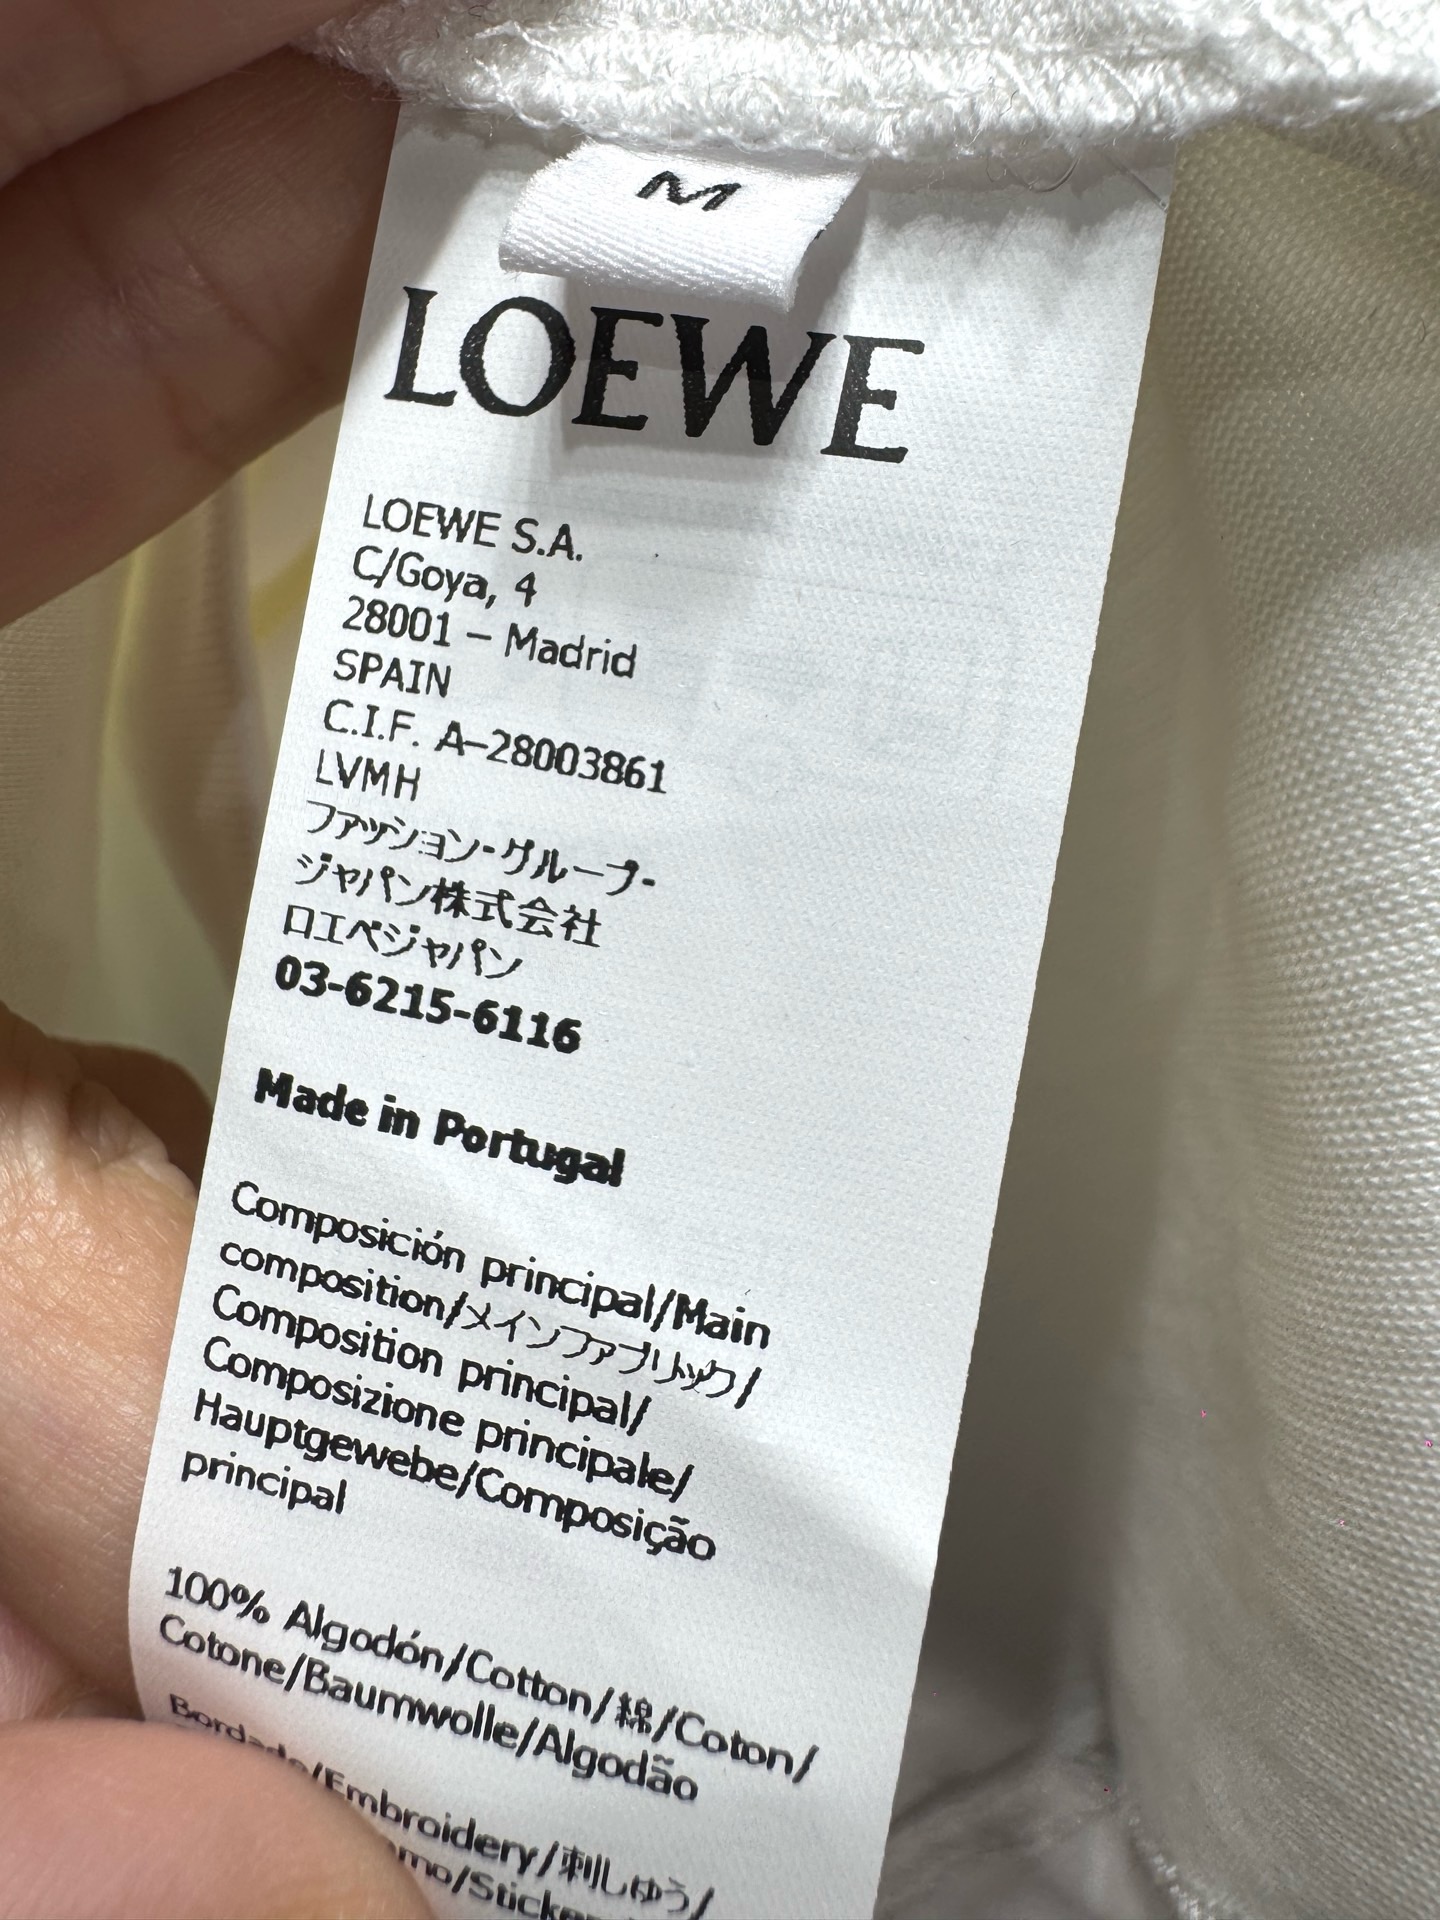 M
LOEWE
LOEWE S.A.
C/Goya, 4
28001 – Madrid
SPAIN
C.I.F. A–28003861
LVMH
ファッション・グループ・
ジャパン株式会社
ロエベジャパン
03-6215-6116
Made in Portugal
Composición principal/Main
composition/メインファブリック/
Composition principal/
Composizione principale/
Hauptgewebe/Composição
principal
100% Algodón/Cotton/綿/Coton/
Cotone/Baumwolle/Algodão
Bordado/Embroidery/刺しゅう/